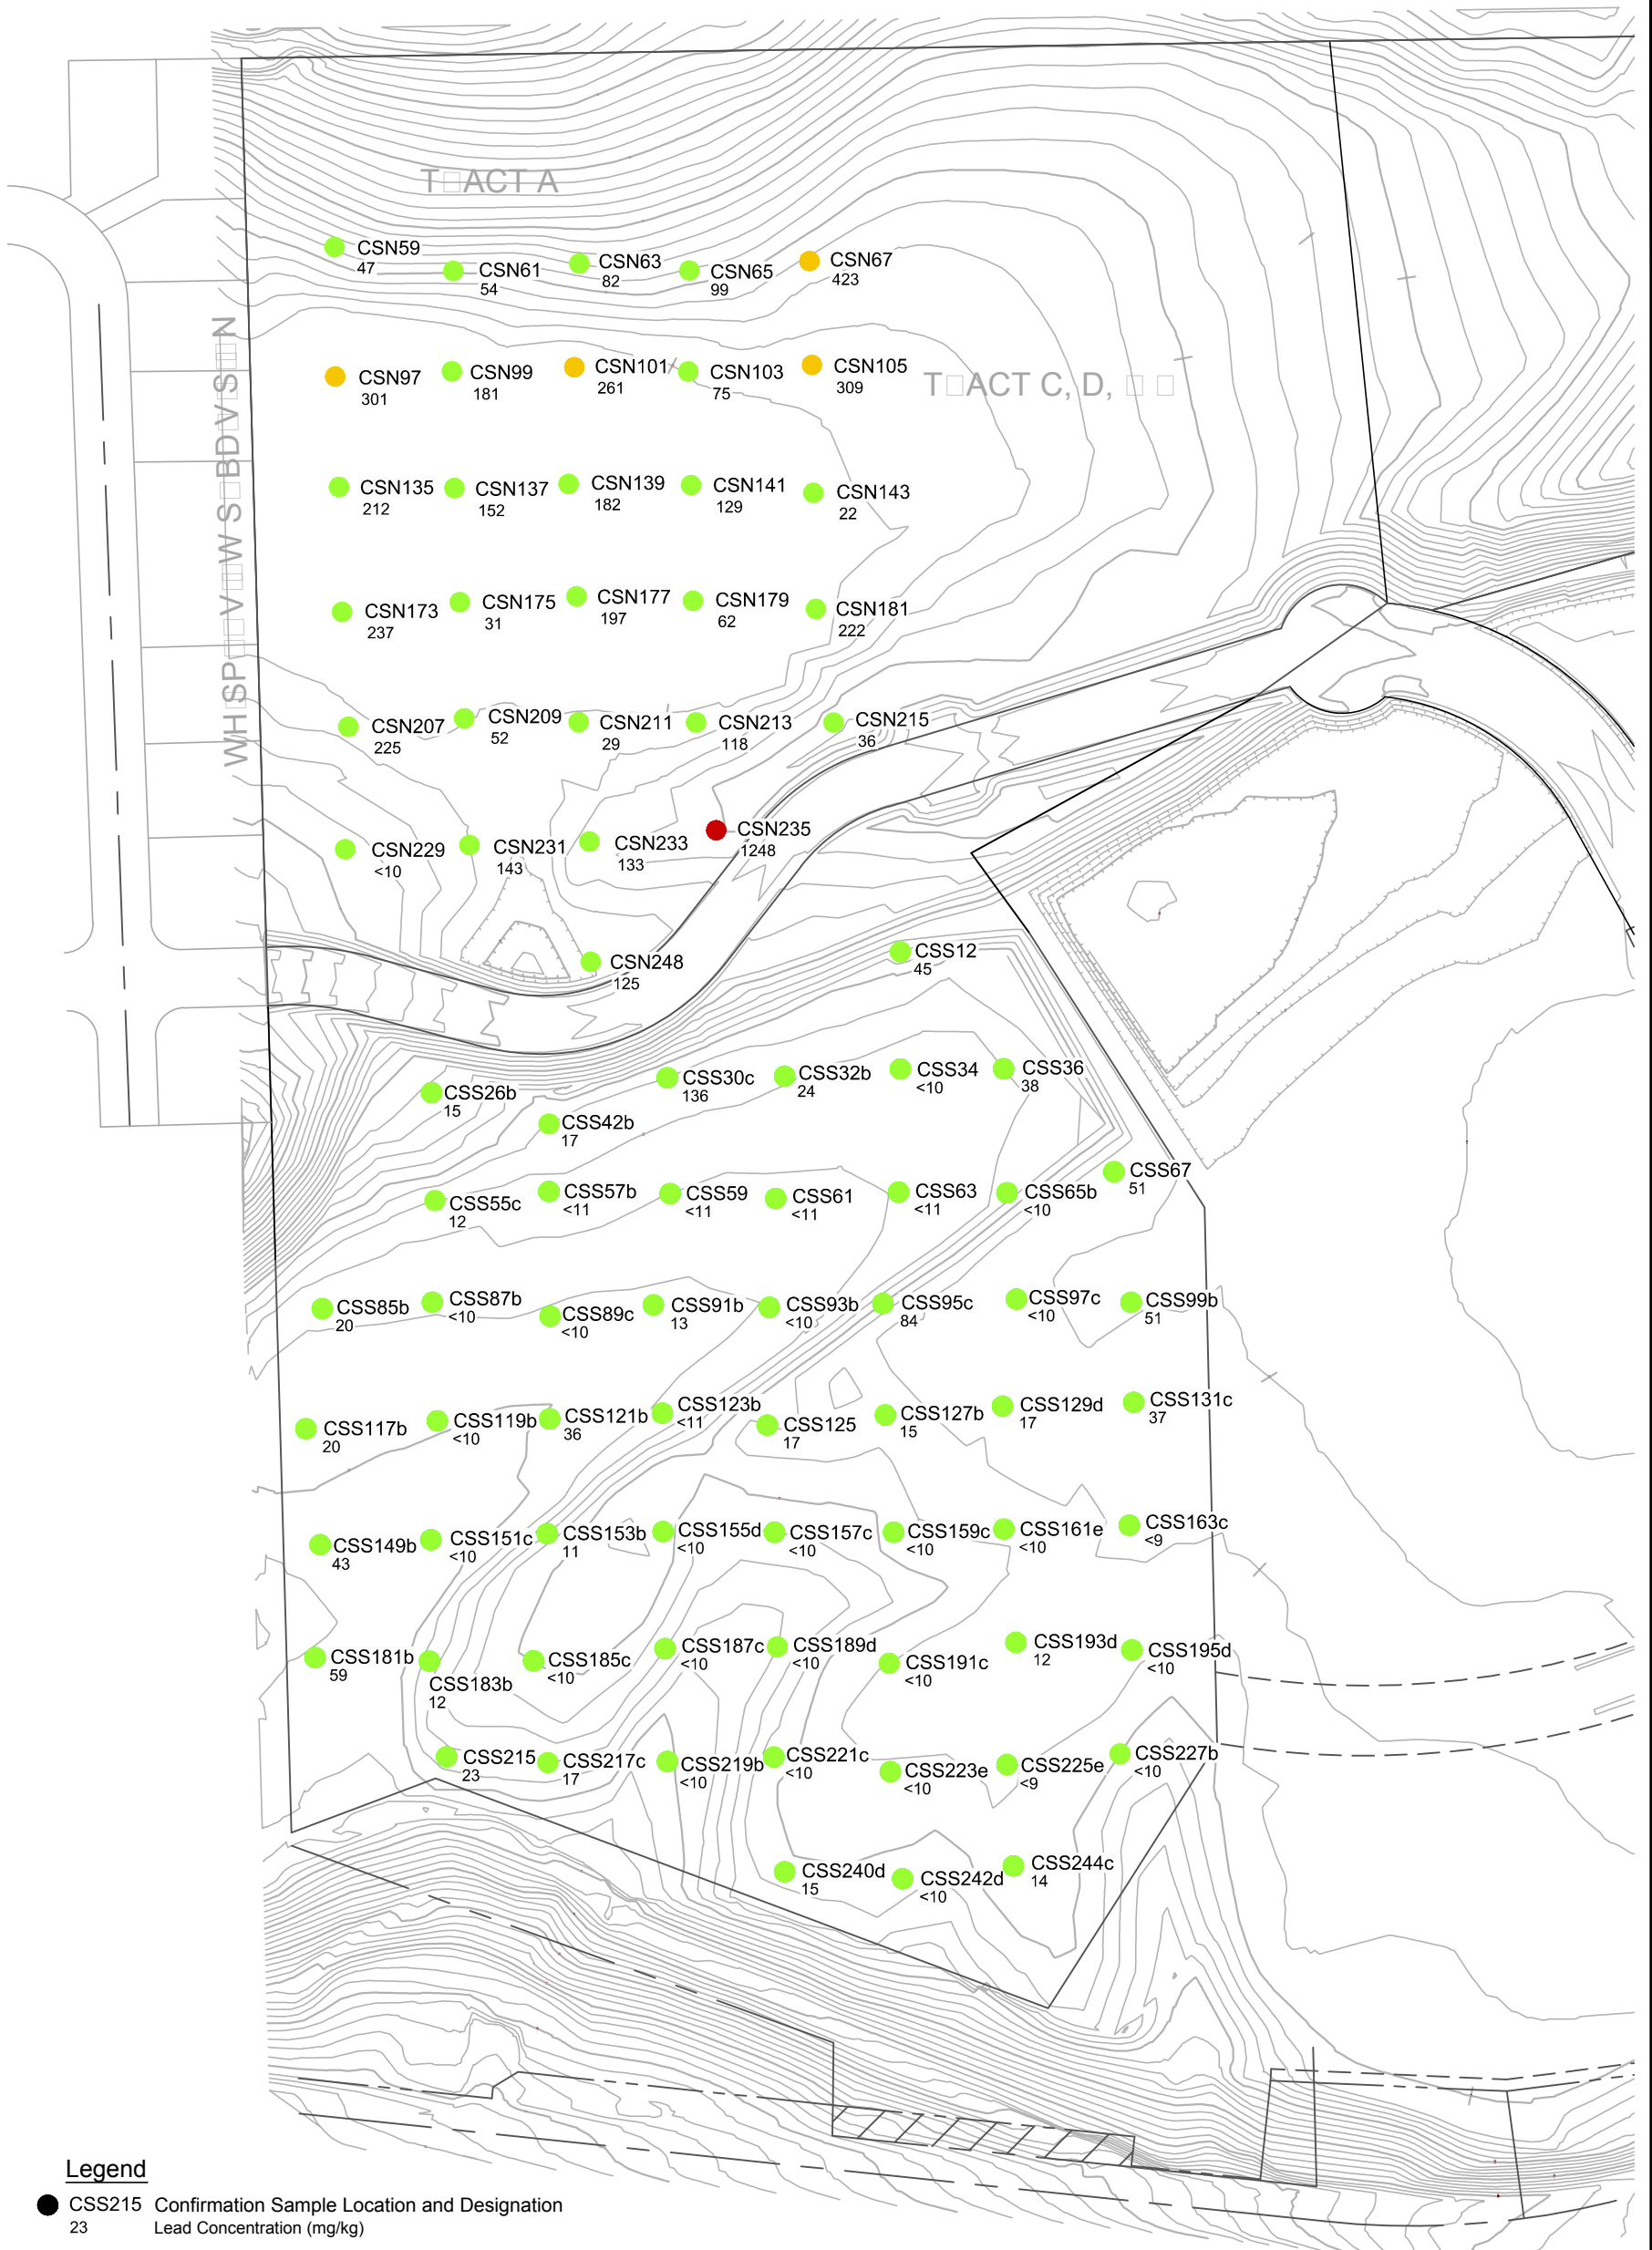 TRACT A
CSN59
47
CSN61
54
CSN63
82
CSN65
99
CSN67
423
CSN97
301
CSN99
181
CSN101
261
CSN103
75
CSN105
309
ACT C, D,
CSN135
212
CSN137
152
CSN139
182
CSN141
129
CSN143
22
CSN173
237
CSN175
31
CSN177
197
CSN179
62
CSN181
222
CSN207
225
CSN209
52
CSN211
29
CSN213
118
CSN215
36
CSN229
<10
CSN231
143
CSN233
133
CSN235
1248
CSN248
125
CSS12
45
CSS26b
15
CSS30c
136
CSS32b
24
CSS34
<10
CSS36
38
CSS42b
17
CSS55c
12
CSS57b
<11
CSS59
<11
CSS61
<11
CSS63
<11
CSS65b
<10
CSS67
51
CSS85b
20
CSS87b
<10
CSS89c
<10
CSS91b
13
CSS93b
<10
CSS95c
84
CSS97c
<10
CSS99b
51
CSS117b
20
CSS119b
<10
CSS121b
36
CSS123b
<11
CSS125
17
CSS127b
15
CSS129d
17
CSS131c
37
CSS149b
43
CSS151c
<10
CSS153b
11
CSS155d
<10
CSS157c
<10
CSS159c
<10
CSS161e
<10
CSS163c
<9
CSS181b
59
CSS183b
12
CSS185c
<10
CSS187c
<10
CSS189d
<10
CSS191c
<10
CSS193d
12
CSS195d
<10
CSS215
23
CSS217c
17
CSS219b
<10
CSS221c
<10
CSS223e
<10
CSS225e
<9
CSS227b
<10
CSS240d
15
CSS242d
<10
CSS244c
14
Legend
CSS215 Confirmation Sample Location and Designation
23 Lead Concentration (mg/kg)